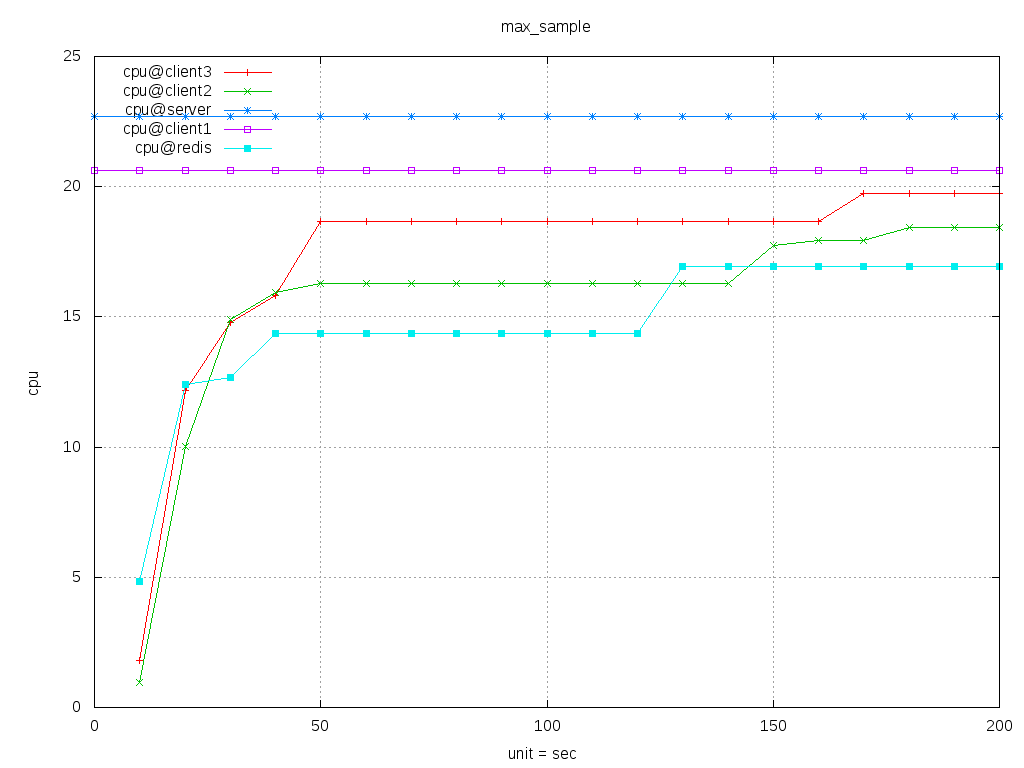 max_sample
25
20
15
10
5
0
cpu@client3
cpu@client2
cpu@server
cpu@client1
cpu@redis
cpu
0 50 100 150 200
unit = sec